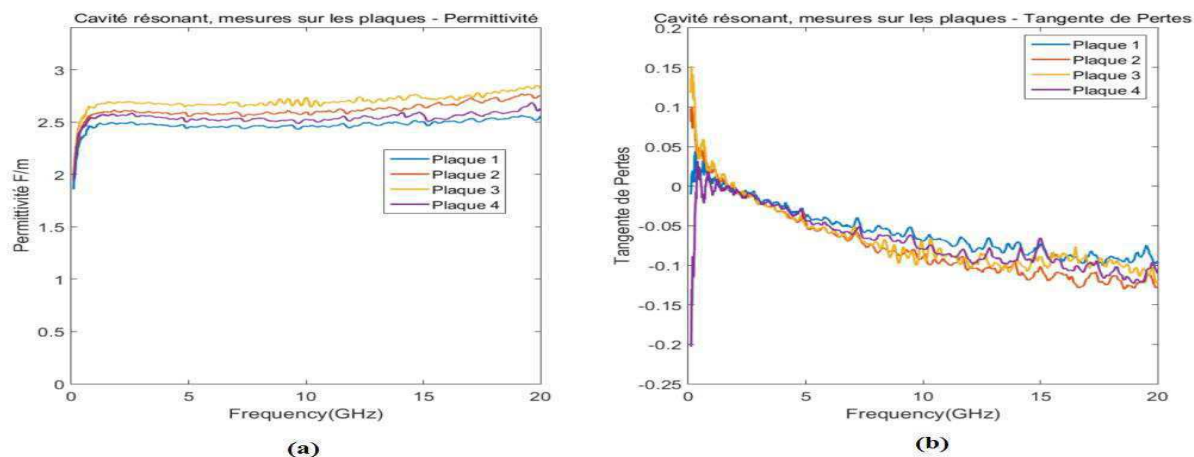 Cavité résonant, mesures sur les plaques - Permittivité
3
2.5
2
1.5
1
0.5
0
Permittivité F/m
Plaque 1
Plaque 2
Plaque 3
Plaque 4
0 5 10 15 20
Frequency(GHz)
(a)
Cavité résonant, mesures sur les plaques - Tangente de Pertes
0.2
0.15
0.1
0.05
0
-0.05
-0.1
-0.15
-0.2
-0.25
Tangente de Pertes
Plaque 1
Plaque 2
Plaque 3
Plaque 4
0 5 10 15 20
Frequency(GHz)
(b)